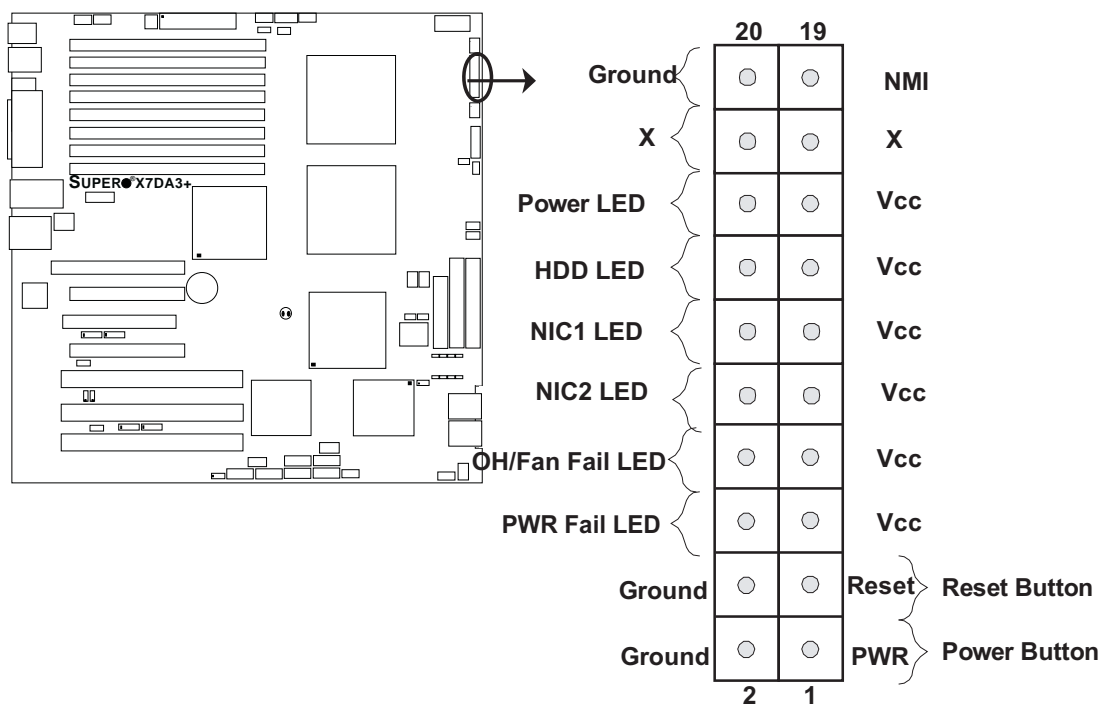 20 19
Ground NMI
X X
SUPER®X7DA3+
Power LED Vcc
HDD LED Vcc
NIC1 LED Vcc
NIC2 LED Vcc
OH/Fan Fail LED Vcc
PWR Fail LED Vcc
Ground Reset Reset Button
Ground PWR Power Button
2 1